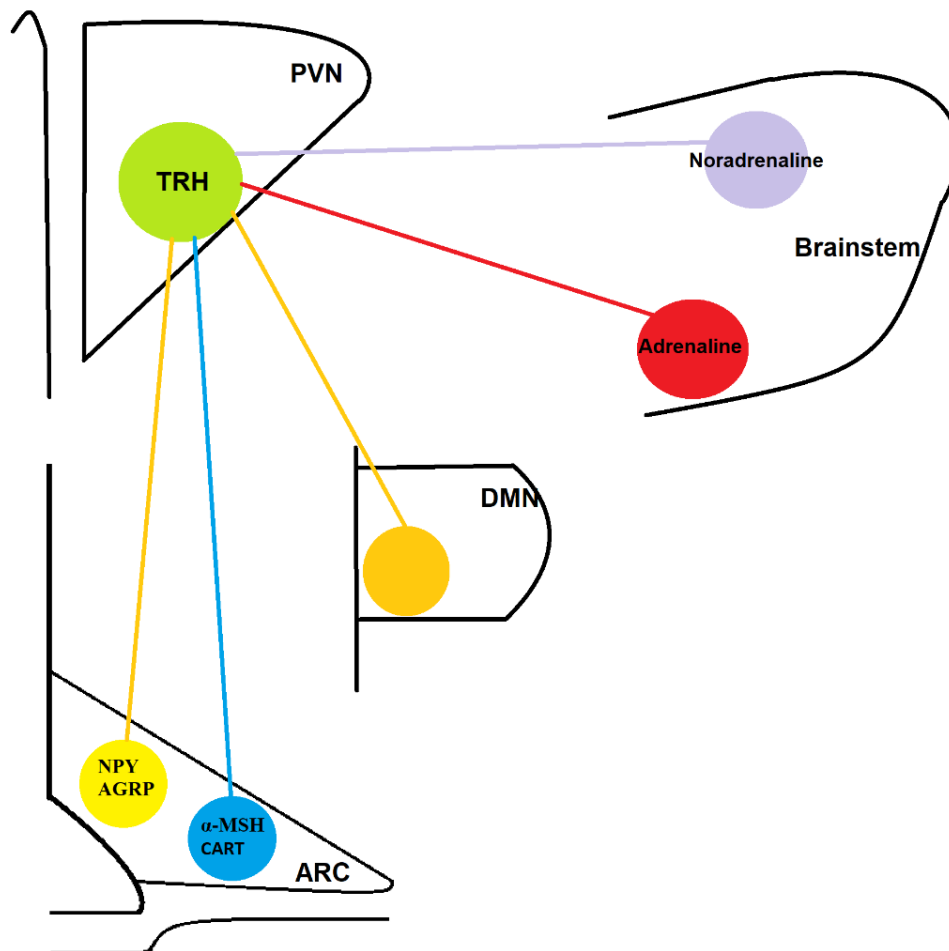 PVN
TRH
Noradrenaline
Brainstem
Adrenaline
DMN
NPY
AGRP
α-MSH
CART
ARC